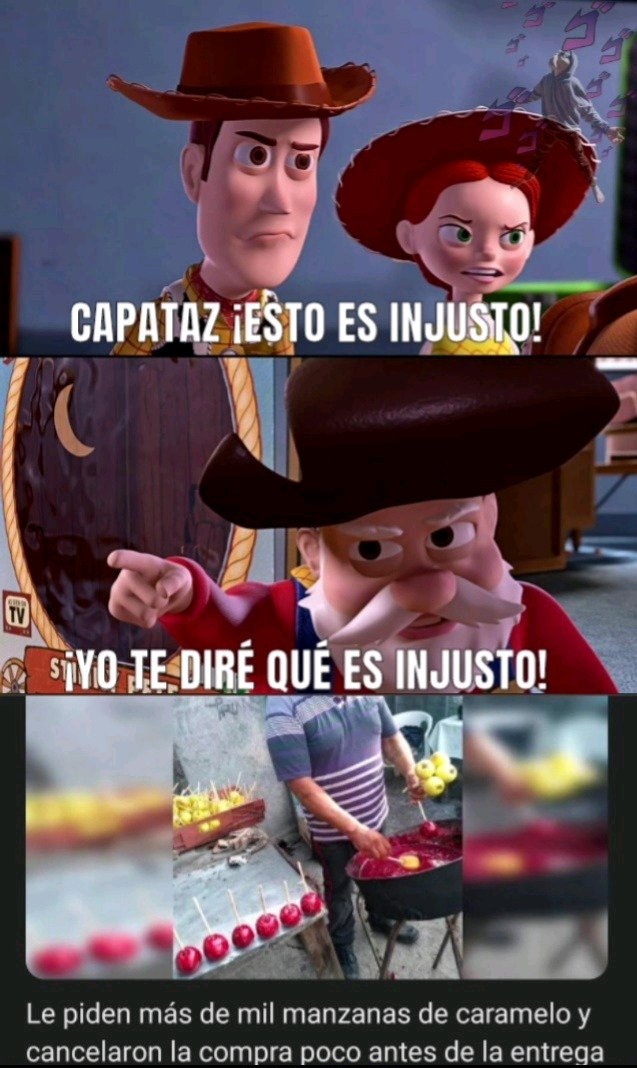 CAPATAZ ¡ESTO ES INJUSTO!
TV
¡YO TE DIRÉ QUÉ ES INJUSTO!
Le piden más de mil manzanas de caramelo y
cancelaron la compra poco antes de la entrega